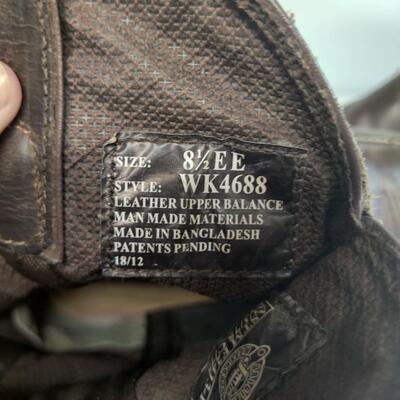 SIZE: 8½EE
STYLE: WK4688
LEATHER UPPER BALANCE
MAN MADE MATERIALS
MADE IN BANGLADESH
PATENTS PENDING
18/12